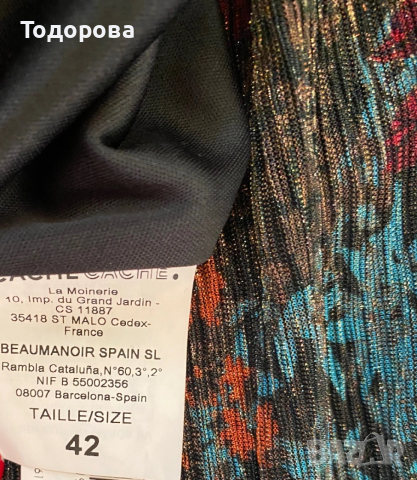 Тодорова
CACHE CACHE.
La Moinerie
10, Imp. du Grand Jardin -
CS 11887
35418 ST MALO Cedex-
France
BEAUMANOIR SPAIN SL
Rambla Cataluña,N°60,3°,2°
NIF B 55002356
08007 Barcelona-Spain
TAILLE/SIZE
42
BAZAR